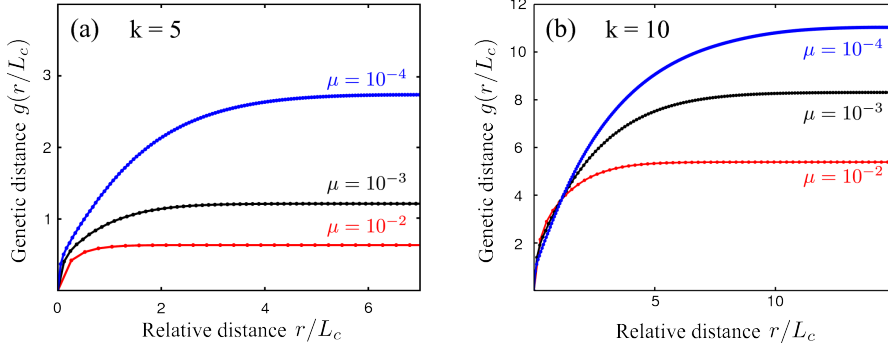 (a) k = 5
Genetic distance g(r/L_c)
3
2
1
0
0 2 4 6
μ = 10⁻⁴
μ = 10⁻³
μ = 10⁻²
Relative distance r/L_c
(b) k = 10
Genetic distance g(r/L_c)
12
10
8
6
4
2
5 10
μ = 10⁻⁴
μ = 10⁻³
μ = 10⁻²
Relative distance r/L_c